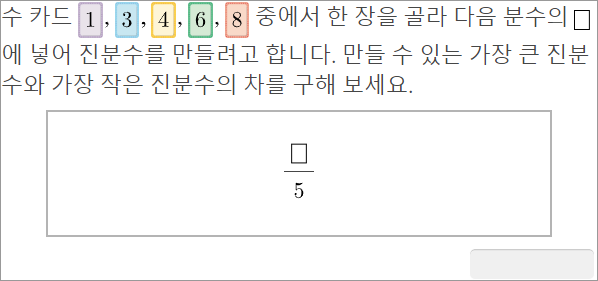 수 카드 1, 3, 4, 6, 8 중에서 한 장을 골라 다음 분수의 □
에 넣어 진분수를 만들려고 합니다. 만들 수 있는 가장 큰 진분
수와 가장 작은 진분수의 차를 구해 보세요.
□
5